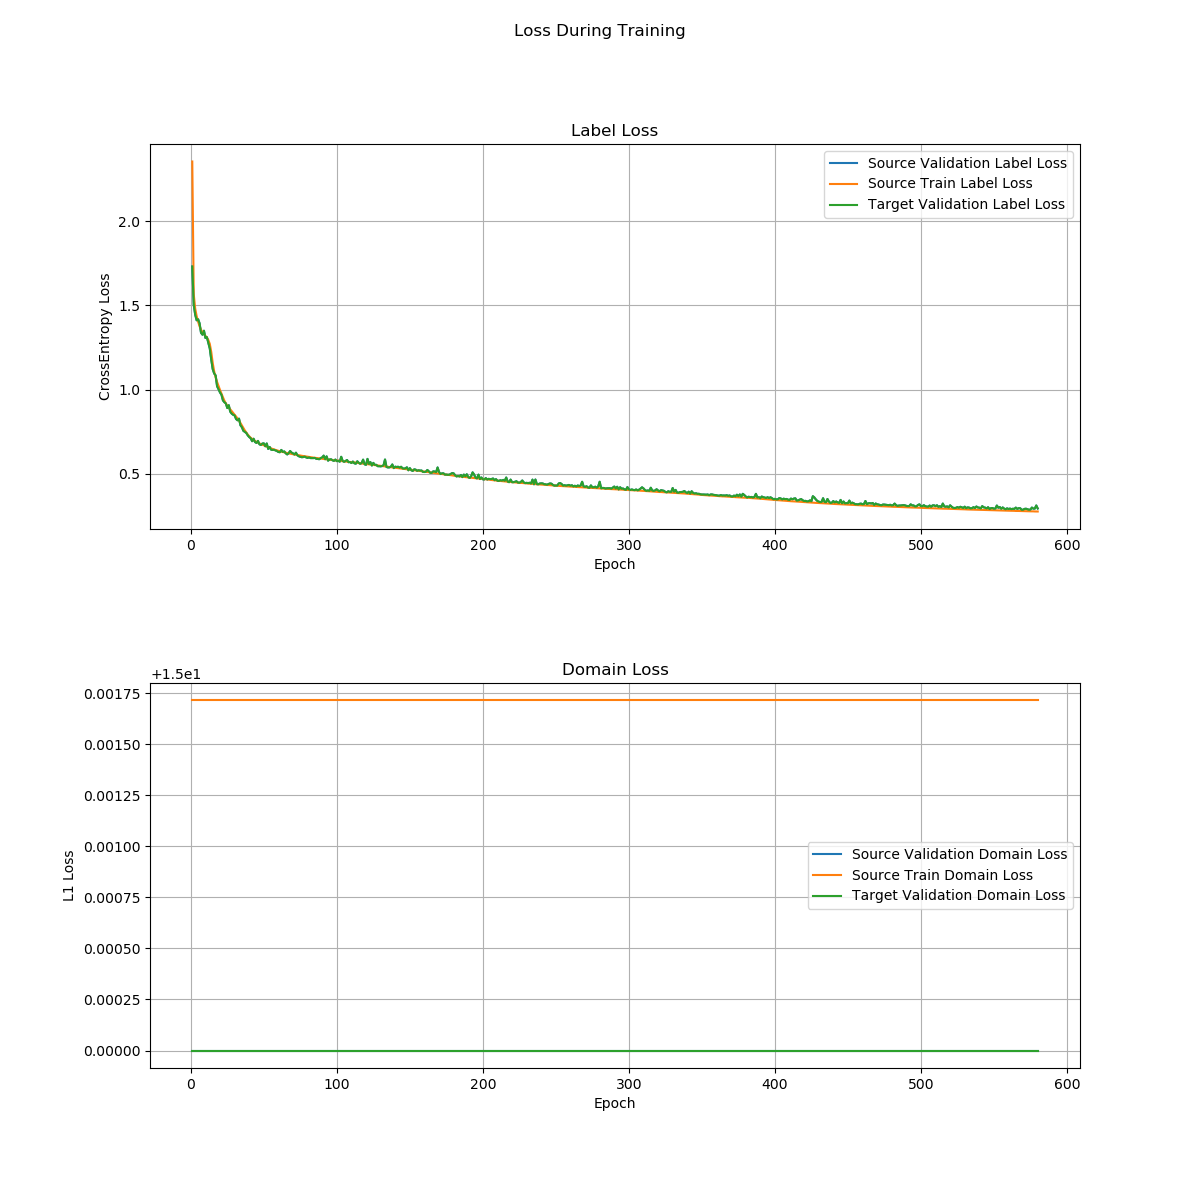 Loss During Training
Label Loss
Source Validation Label Loss
Source Train Label Loss
Target Validation Label Loss
CrossEntropy Loss
2.0
1.5
1.0
0.5
0 100 200 300 400 500 600
Epoch
Domain Loss
+1.5e1
Source Validation Domain Loss
Source Train Domain Loss
Target Validation Domain Loss
L1 Loss
0.00175
0.00150
0.00125
0.00100
0.00075
0.00050
0.00025
0.00000
0 100 200 300 400 500 600
Epoch